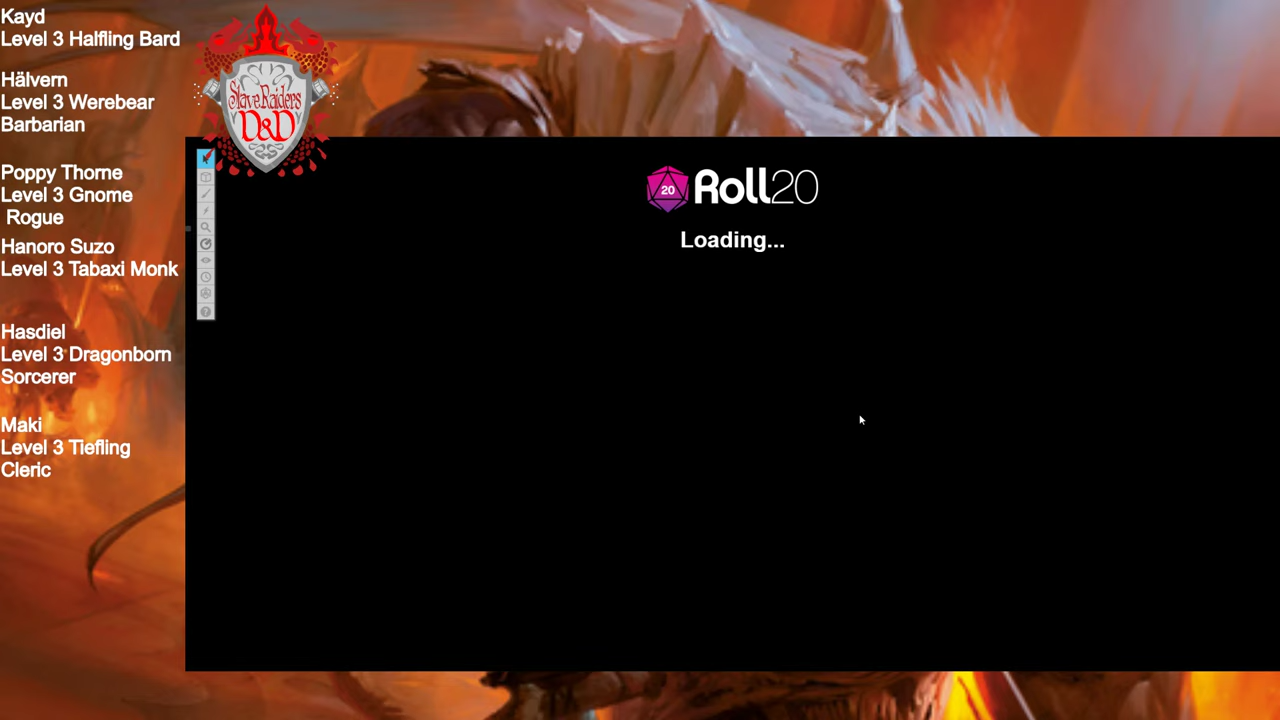 Kayd
Level 3 Halfling Bard
Hälvern
Level 3 Werebear
Barbarian
Poppy Thorne
Level 3 Gnome
Rogue
Hanoro Suzo
Level 3 Tabaxi Monk
Hasdiel
Level 3 Dragonborn
Sorcerer
Maki
Level 3 Tiefling
Cleric
Slave Raiders
D&D
20
Roll20
Loading...
?